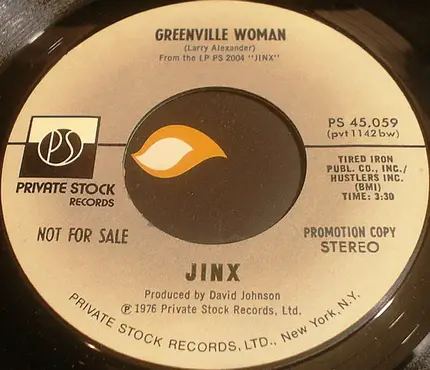 GREENVILLE WOMAN
(Larry Alexander)
From the LP PS 2004 "JINX"
PS
PRIVATE STOCK
RECORDS
PS 45,059
(pvt1142bw)
TIRED IRON
PUBL. CO., INC./
HUSTLERS INC.
(BMI)
TIME: 3:30
NOT FOR SALE
PROMOTION COPY
STEREO
JINX
Produced by David Johnson
℗ 1976 Private Stock Records, Ltd.
PRIVATE STOCK RECORDS, LTD., New York, N.Y.